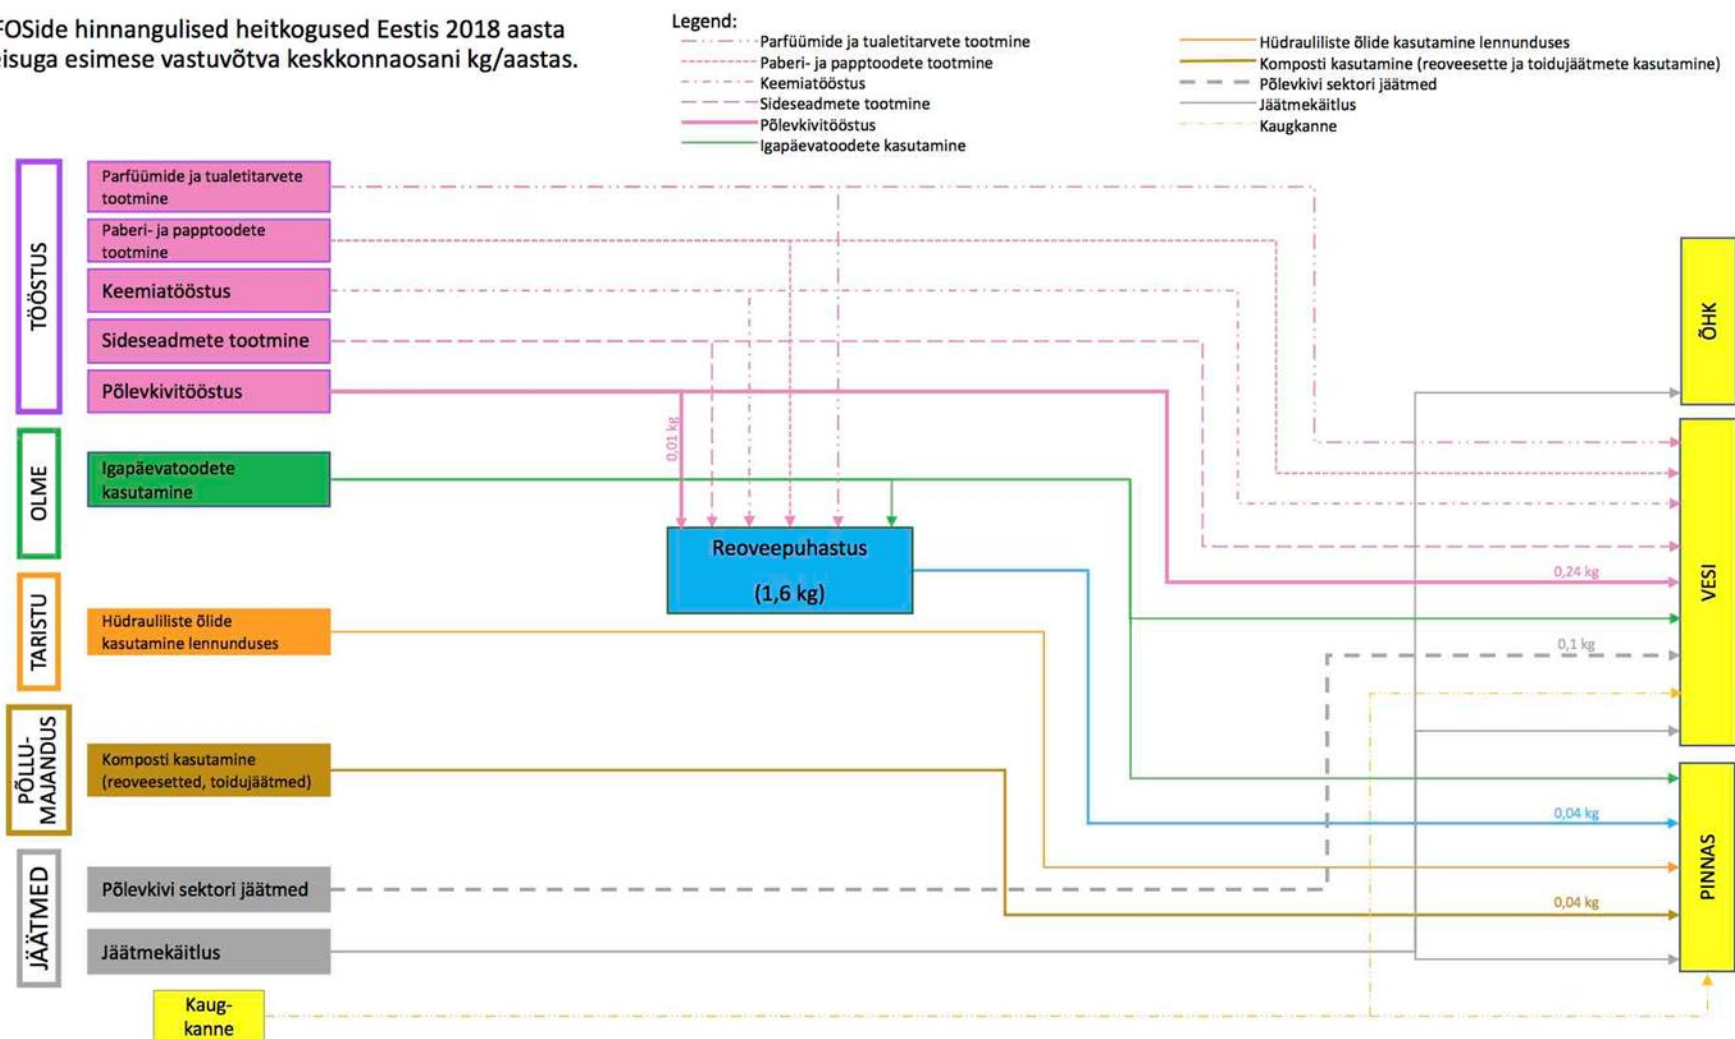 FOSide hinnangulised heitkogused Eestis 2018 aasta
eisuga esimese vastuvõtva keskkonnaosani kg/aastas.
Legend:
Parfüümide ja tualetitarvete tootmine
Paberi- ja papptoodete tootmine
Keemiatööstus
Sideseadmete tootmine
Põlevkivitööstus
Igapäevatoodete kasutamine
Hüdrauliliste õlide kasutamine lennunduses
Komposti kasutamine (reoveesette ja toidujäätmete kasutamine)
Põlevkivi sektori jäätmed
Jäätmekäitlus
Kaugkanne
TÖÖSTUS
Parfüümide ja tualetitarvete
tootmine
Paberi- ja papptoodete
tootmine
Keemiatööstus
Sideseadmete tootmine
Põlevkivitööstus
0,01 kg
OLME
Igapäevatoodete
kasutamine
Reoveepuhastus
(1,6 kg)
TARISTU
Hüdrauliliste õlide
kasutamine lennunduses
PÕLLU-
MAJANDUS
Komposti kasutamine
(reoveesetted, toidujäätmed)
JÄÄTMED
Põlevkivi sektori jäätmed
Jäätmekäitlus
Kaug-
kanne
ÕHK
VESI
0,24 kg
0,1 kg
PINNAS
0,04 kg
0,04 kg